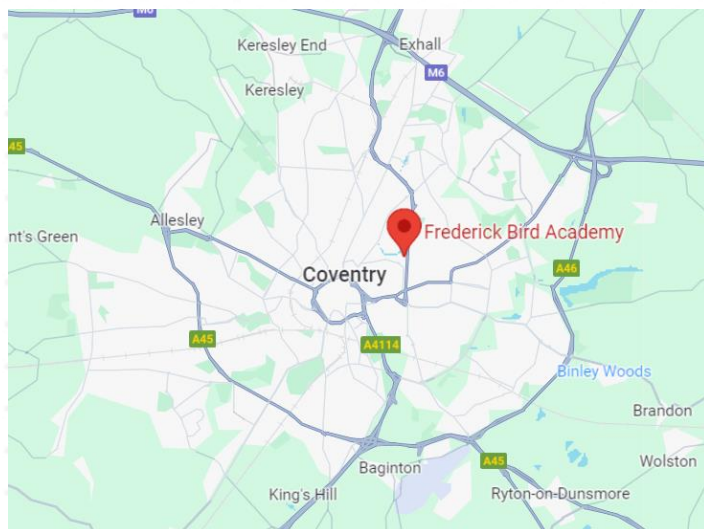 M6
Keresley End
Exhall
M6
Keresley
45
Allesley
nt's Green
Frederick Bird Academy
Coventry
A46
A45
A4114
Binley Woods
Brandon
A45
Wolston
Baginton
King's Hill
Ryton-on-Dunsmore